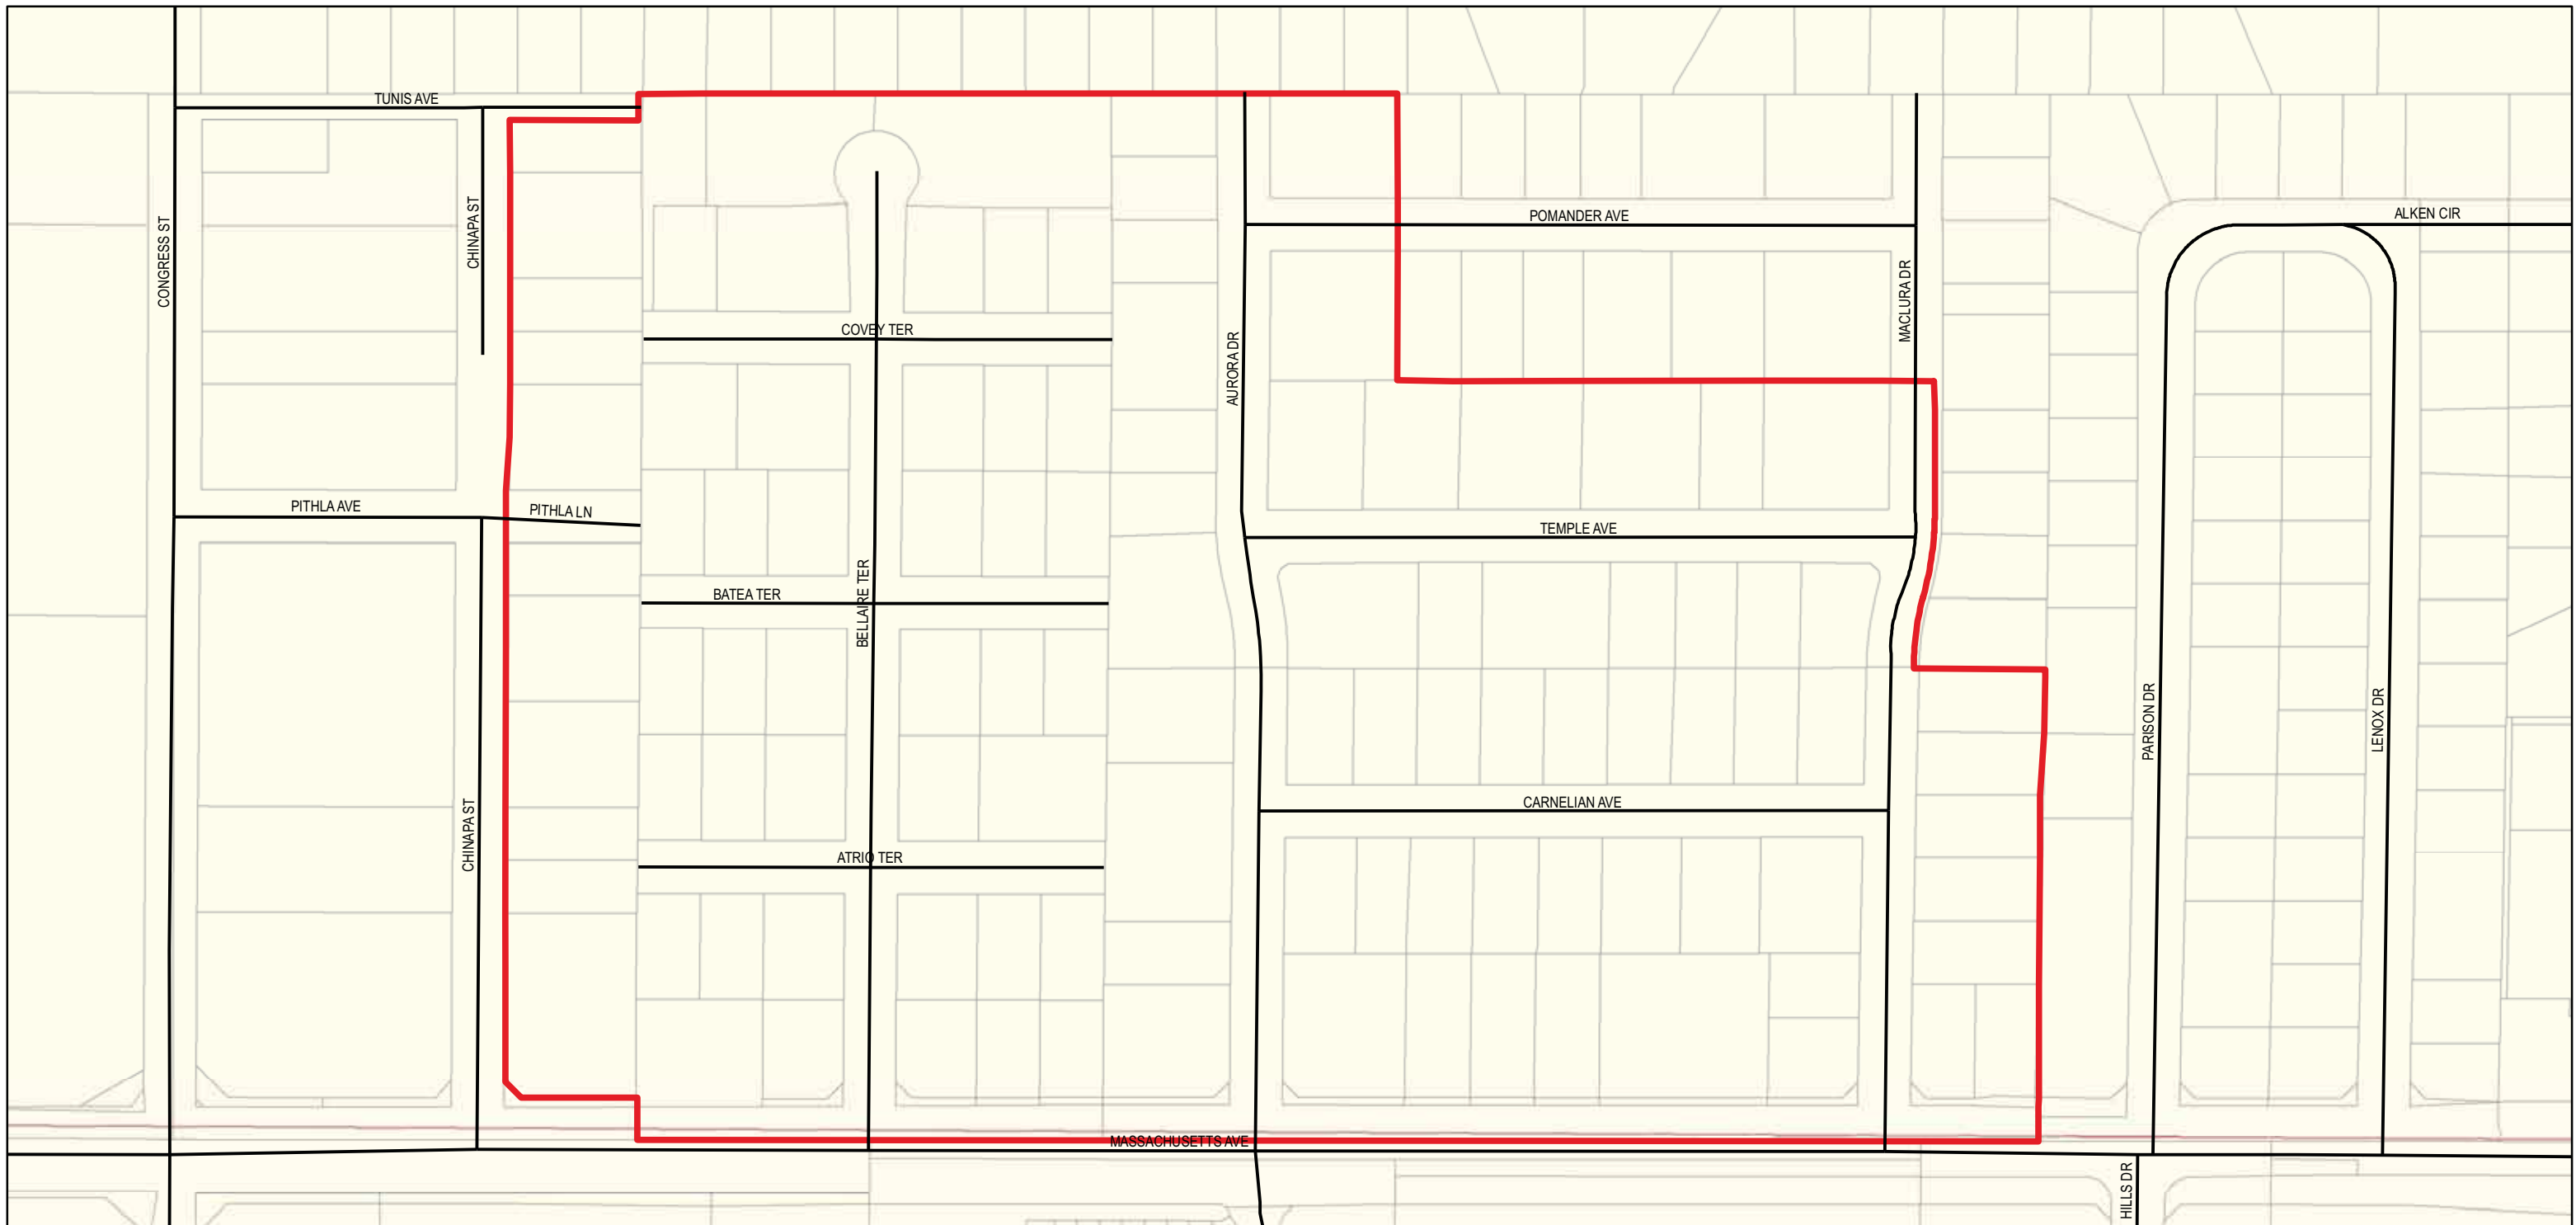 TUNIS AVE
CONGRESS ST
CHINAPA ST
POMANDER AVE
ALKEN CIR
COVEY TER
AURORA DR
MACLURA DR
PITHLA AVE
PITHLA LN
TEMPLE AVE
BATEA TER
BELLAIRE TER
PARISON DR
LENOX DR
CARNELIAN AVE
CHINAPA ST
ATRIO TER
MASSACHUSETTS AVE
HILLS DR